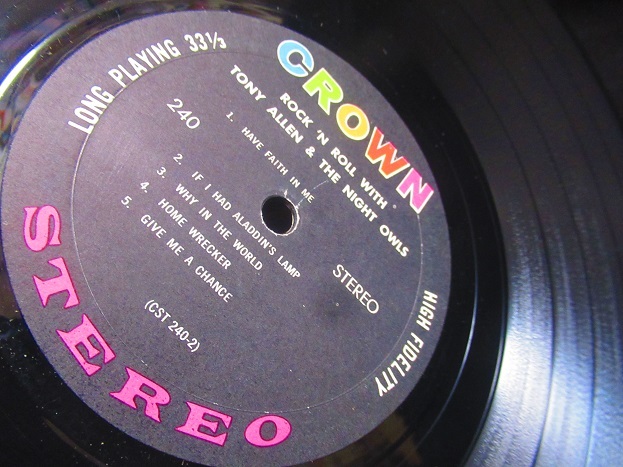 LONG PLAYING 33⅓
CROWN
ROCK 'N ROLL WITH
TONY ALLEN & THE NIGHT OWLS
240
1. HAVE FAITH IN ME
2. IF I HAD ALADDIN'S LAMP
3. WHY IN THE WORLD
4. HOME WRECKER
5. GIVE ME A CHANCE
STEREO
(CST 240-2)
HIGH FIDELITY
STEREO